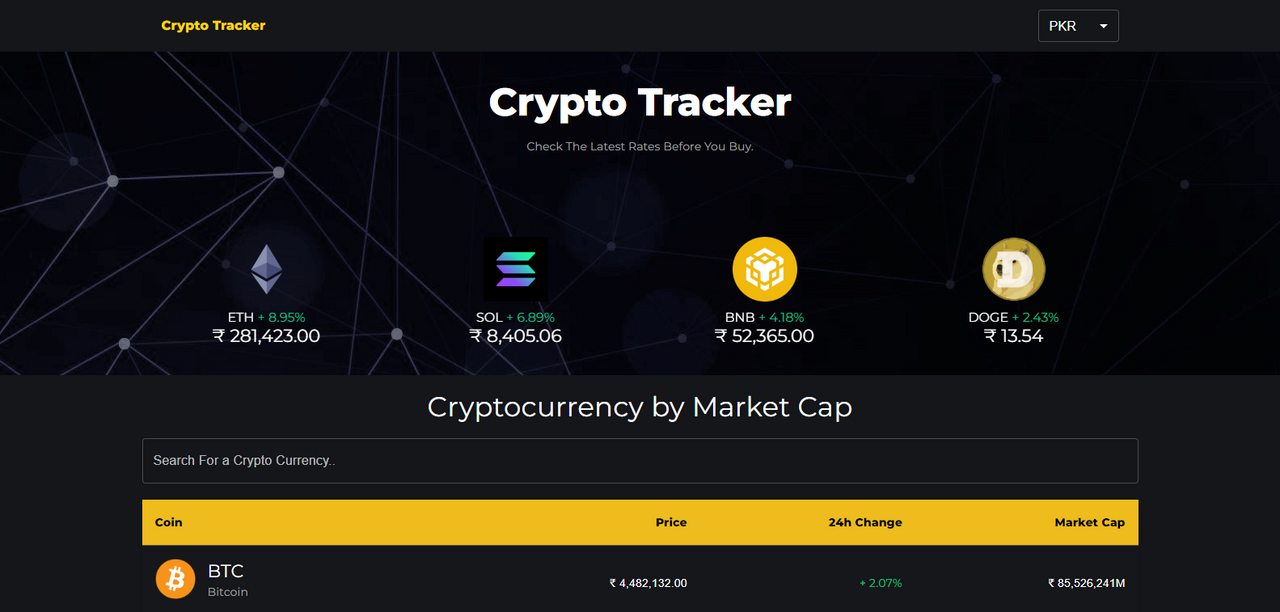 Crypto Tracker
PKR
Crypto Tracker
Check The Latest Rates Before You Buy.
ETH + 8.95%
₹ 281,423.00
SOL + 6.89%
₹ 8,405.06
BNB + 4.18%
₹ 52,365.00
DOGE + 2.43%
₹ 13.54
Cryptocurrency by Market Cap
Search For a Crypto Currency..
Coin Price 24h Change Market Cap
BTC
Bitcoin
₹ 4,482,132.00 + 2.07% ₹ 85,526,241M